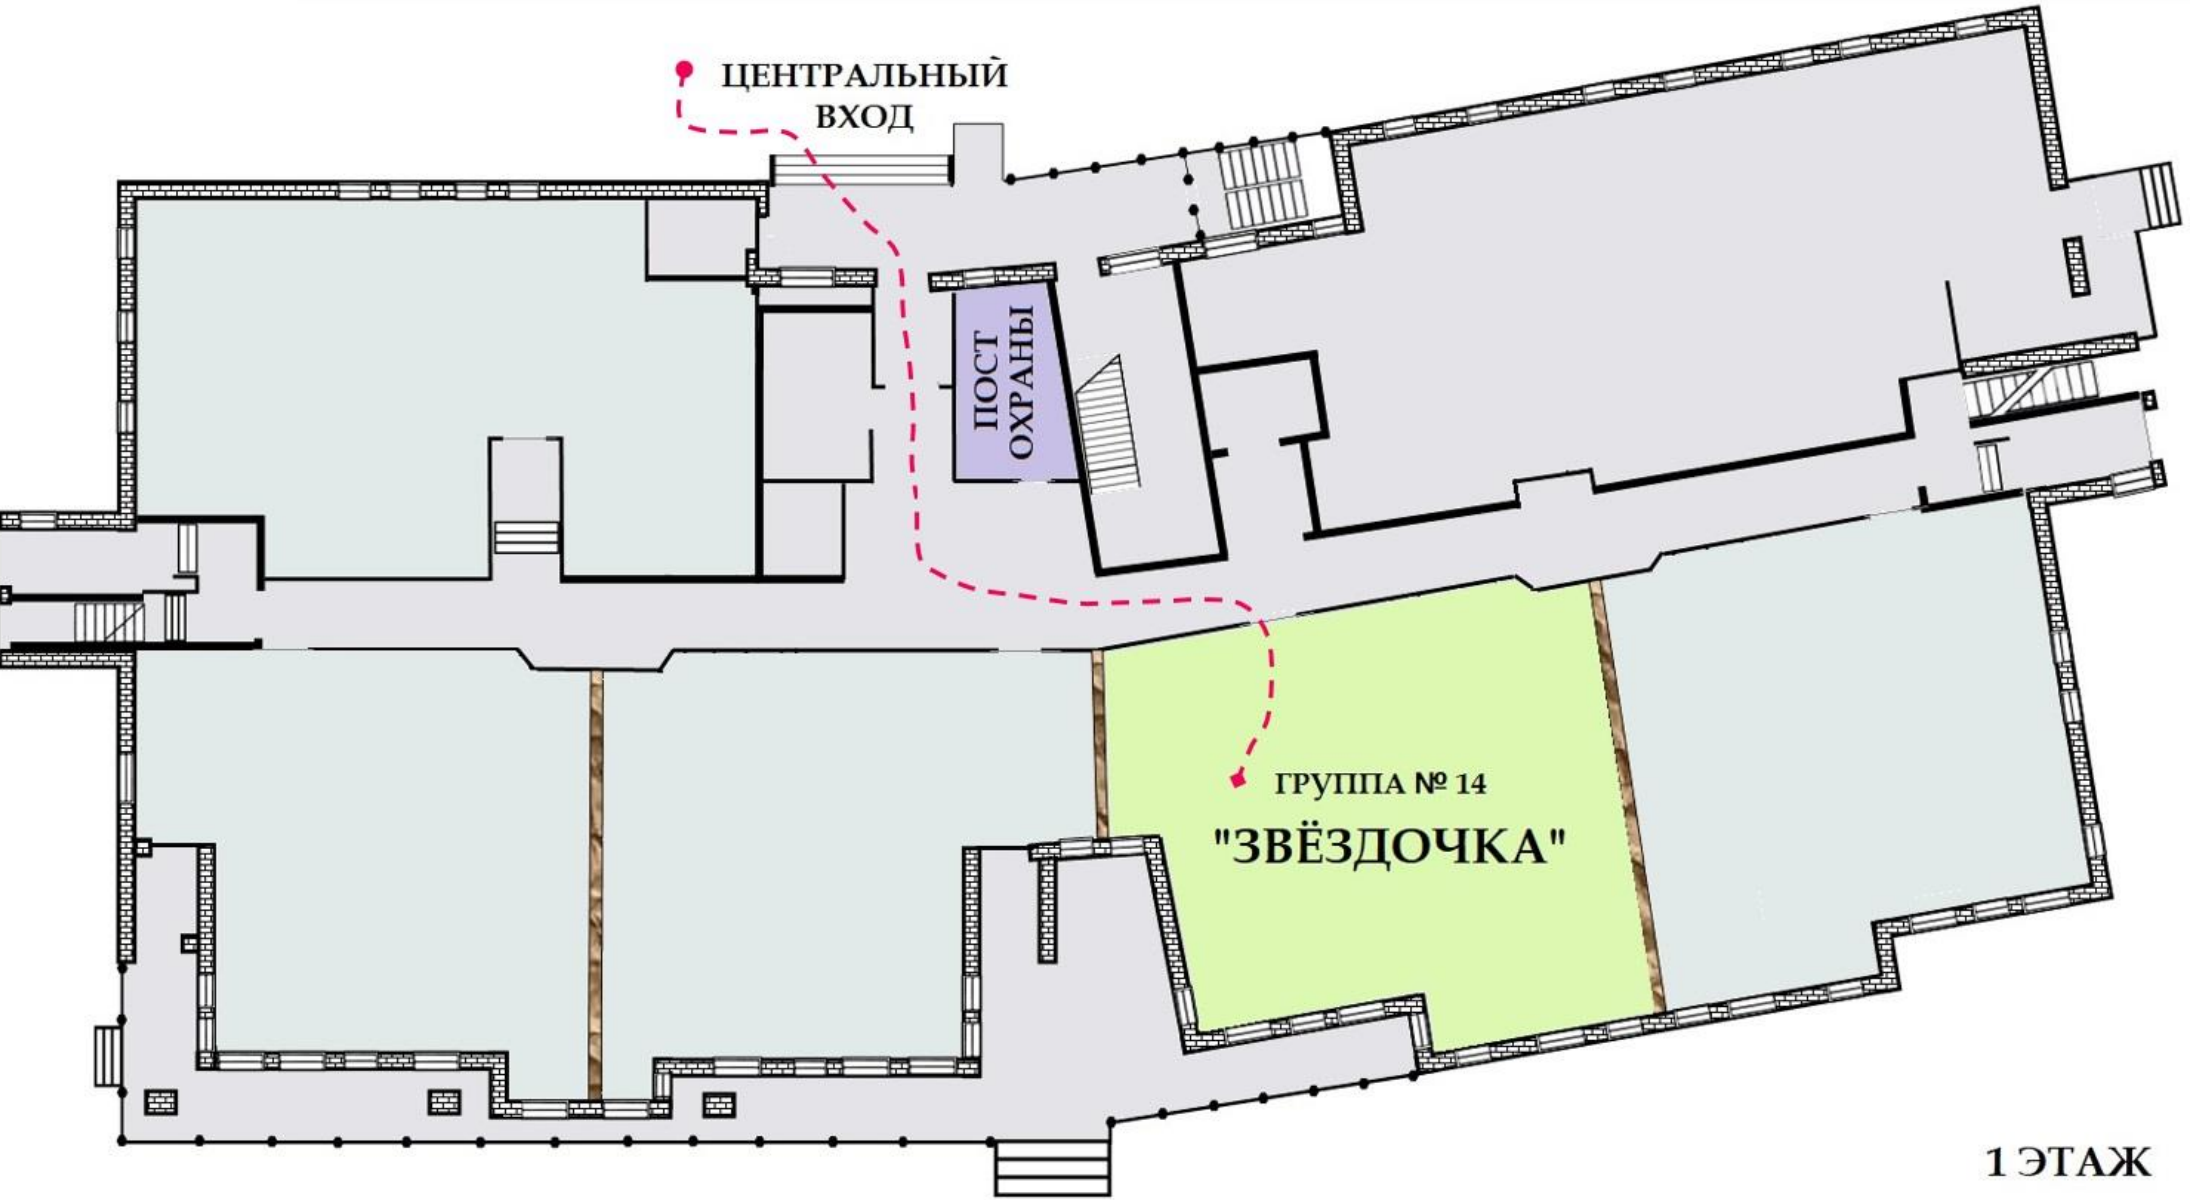 ЦЕНТРАЛЬНЫЙ
ВХОД
ПОСТ
ОХРАНЫ
ГРУППА № 14
"ЗВЁЗДОЧКА"
1 ЭТАЖ